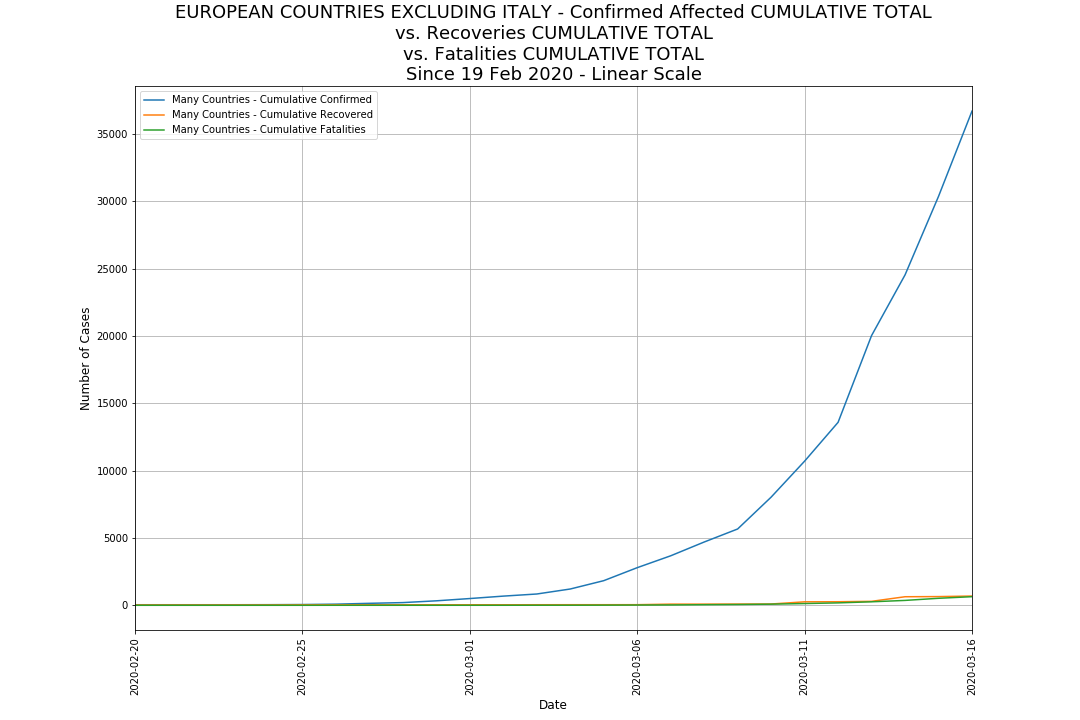 EUROPEAN COUNTRIES EXCLUDING ITALY - Confirmed Affected CUMULATIVE TOTAL
vs. Recoveries CUMULATIVE TOTAL
vs. Fatalities CUMULATIVE TOTAL
Since 19 Feb 2020 - Linear Scale
Many Countries - Cumulative Confirmed
Many Countries - Cumulative Recovered
Many Countries - Cumulative Fatalities
Number of Cases
35000
30000
25000
20000
15000
10000
5000
0
2020-02-20
2020-02-25
2020-03-01
2020-03-06
2020-03-11
2020-03-16
Date